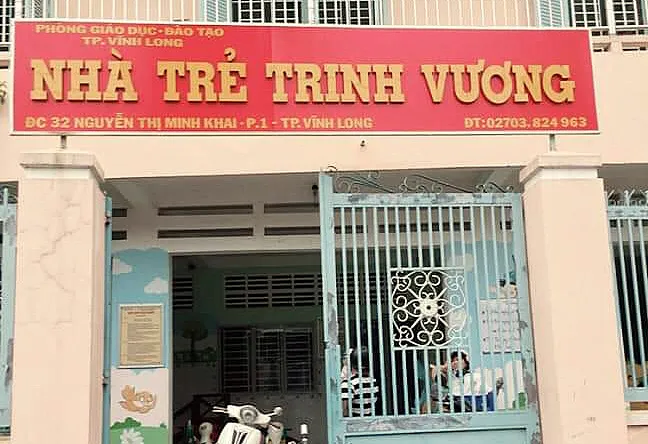 PHÒNG GIÁO DỤC-ĐÀO TẠO
TP.VĨNH LONG
NHÀ TRẺ TRINH VƯƠNG
ĐC 32 NGUYỄN THỊ MINH KHAI-P.1 - TP.VĨNH LONG ĐT:02703.824 963